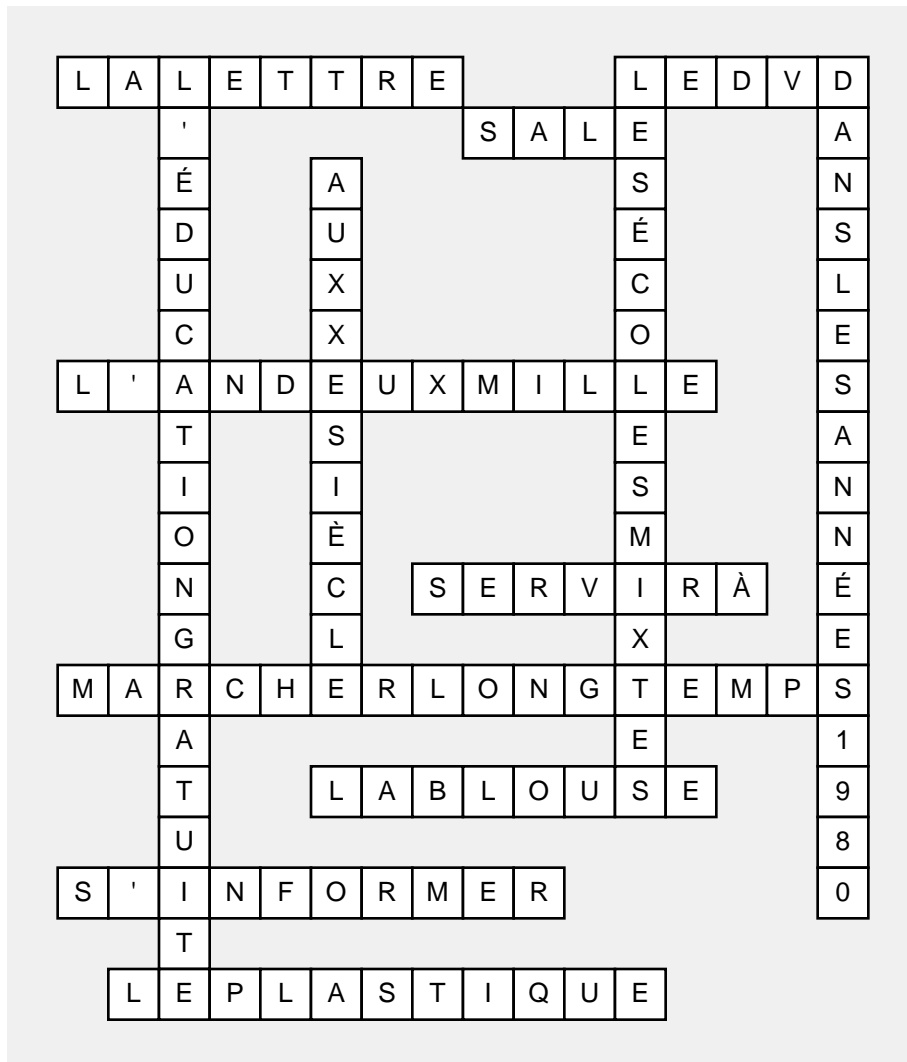 LALETTRE
LEDVD
SALE
L'ANDEUXMILLE
SERVIRÀ
MARCHERLONGTEMPS
LABLOUSE
S'INFORMER
LEPLASTIQUE
L'ÉDUCATIONGRATUITE
AUXXESIÈCLE
LESÉCOLESMIXTES
DANSLESANNÉES1980